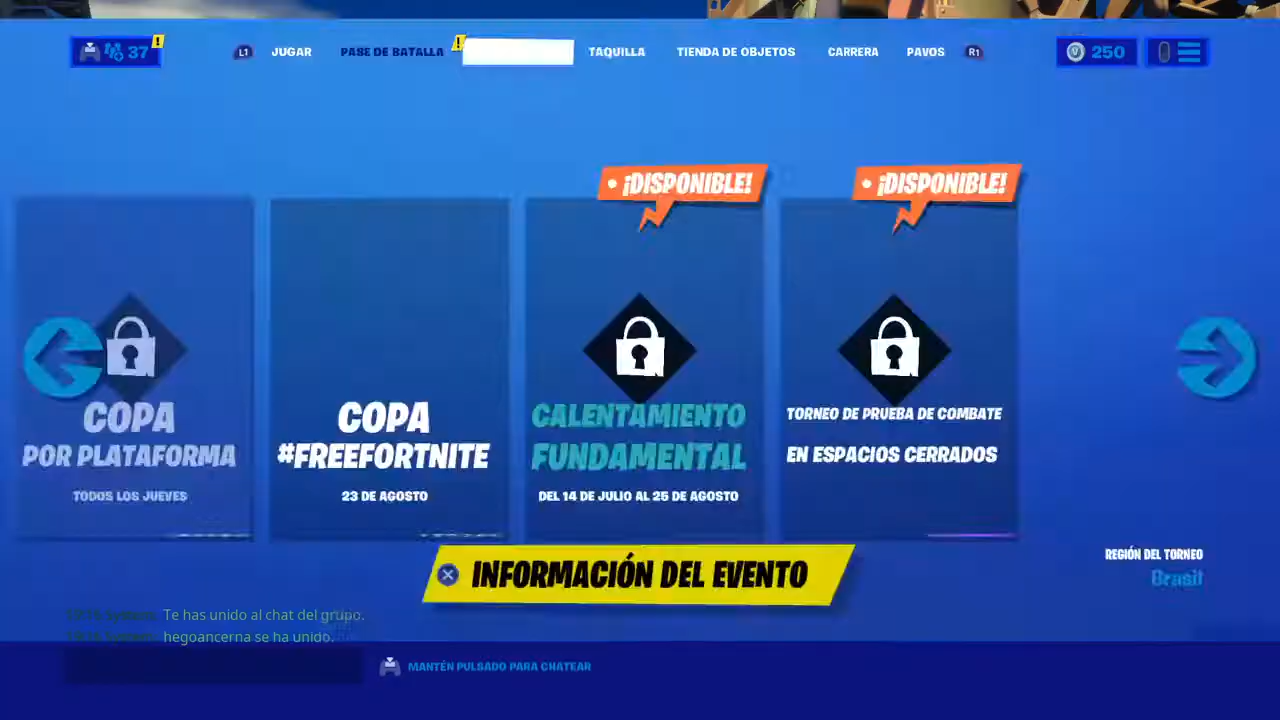 37
!
L1
JUGAR
PASE DE BATALLA
!
TAQUILLA
TIENDA DE OBJETOS
CARRERA
PAVOS
R1
V
250
¡DISPONIBLE!
¡DISPONIBLE!
COPA
POR PLATAFORMA
TODOS LOS JUEVES
COPA
#FREEFORTNITE
23 DE AGOSTO
CALENTAMIENTO
FUNDAMENTAL
DEL 14 DE JULIO AL 25 DE AGOSTO
TORNEO DE PRUEBA DE COMBATE
EN ESPACIOS CERRADOS
INFORMACIÓN DEL EVENTO
REGIÓN DEL TORNEO
Brasil
Te has unido al chat del grupo.
hegoancerna se ha unido.
MANTÉN PULSADO PARA CHATEAR